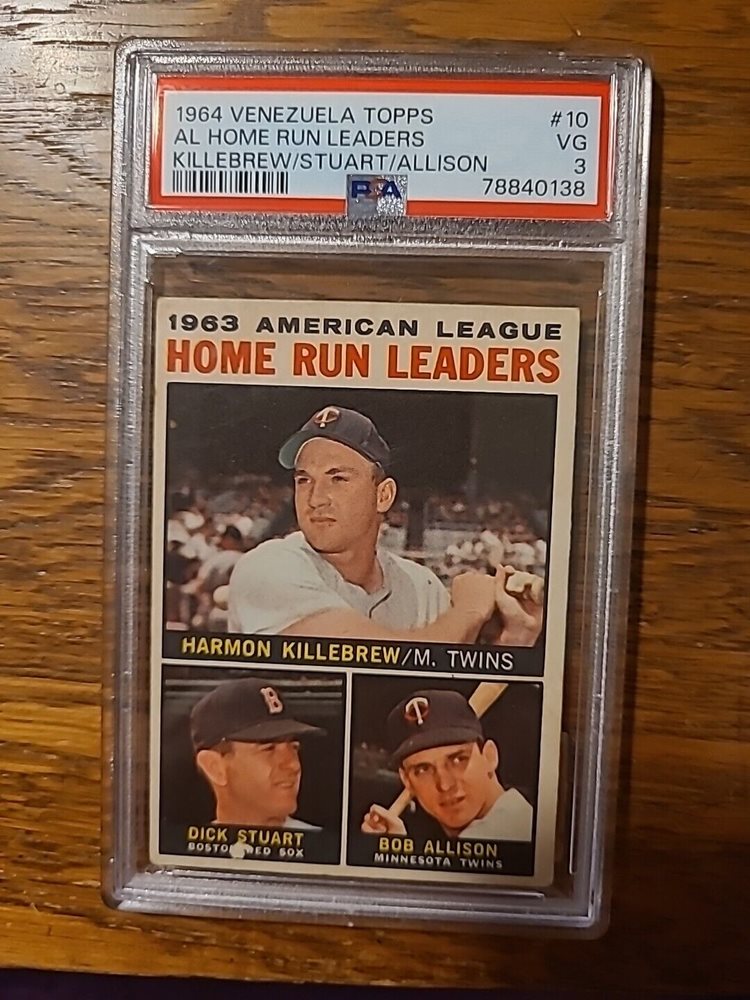 1964 VENEZUELA TOPPS #10
AL HOME RUN LEADERS VG
KILLEBREW/STUART/ALLISON 3
PSA 78840138
1963 AMERICAN LEAGUE
HOME RUN LEADERS
HARMON KILLEBREW/M. TWINS
DICK STUART
BOSTON RED SOX
BOB ALLISON
MINNESOTA TWINS